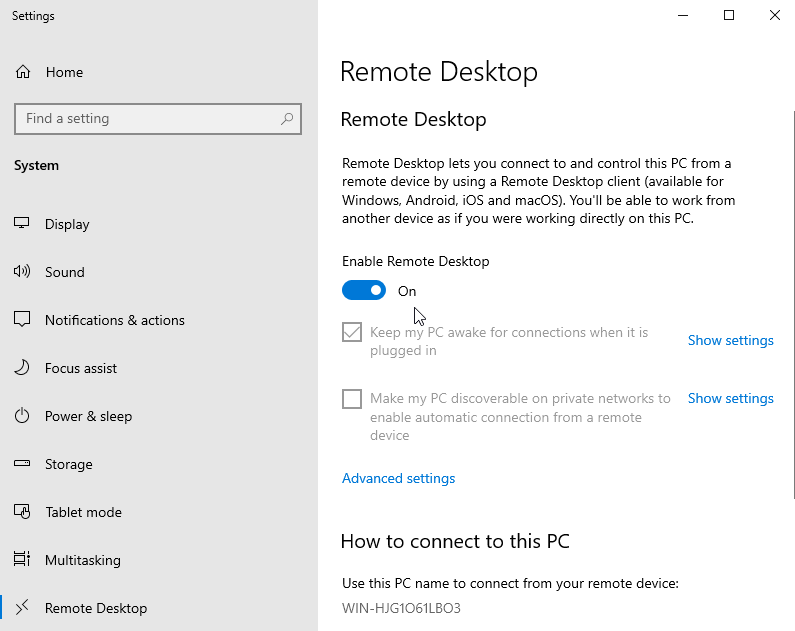 Settings
Home
Find a setting
System
Display
Sound
Notifications & actions
Focus assist
Power & sleep
Storage
Tablet mode
Multitasking
Remote Desktop
Remote Desktop
Remote Desktop
Remote Desktop lets you connect to and control this PC from a
remote device by using a Remote Desktop client (available for
Windows, Android, iOS and macOS). You'll be able to work from
another device as if you were working directly on this PC.
Enable Remote Desktop
On
Keep my PC awake for connections when it is
plugged in
Show settings
Make my PC discoverable on private networks to
enable automatic connection from a remote
device
Show settings
Advanced settings
How to connect to this PC
Use this PC name to connect from your remote device:
WIN-HJG1O61LBO3